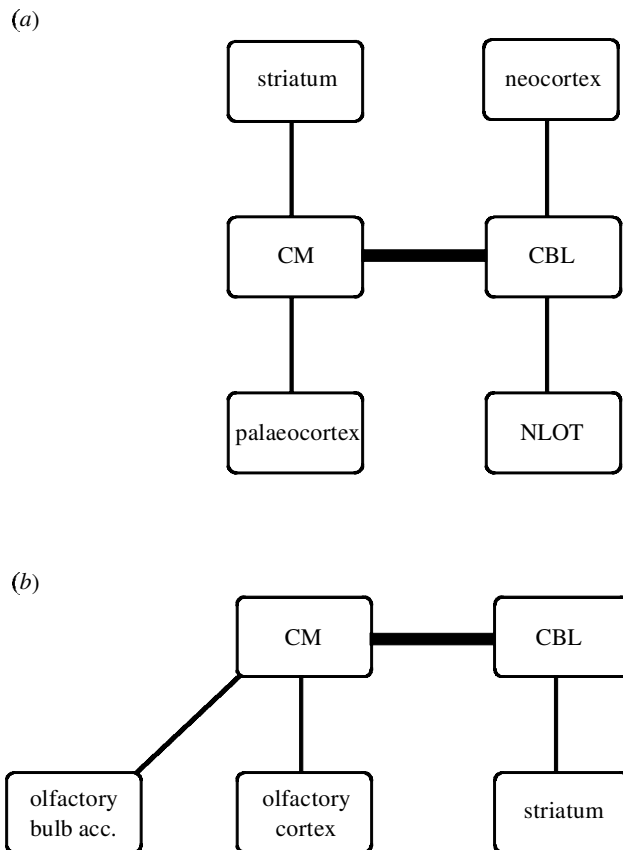 (a)
striatum
neocortex
CM
CBL
palaeocortex
NLOT
(b)
CM
CBL
olfactory
bulb acc.
olfactory
cortex
striatum